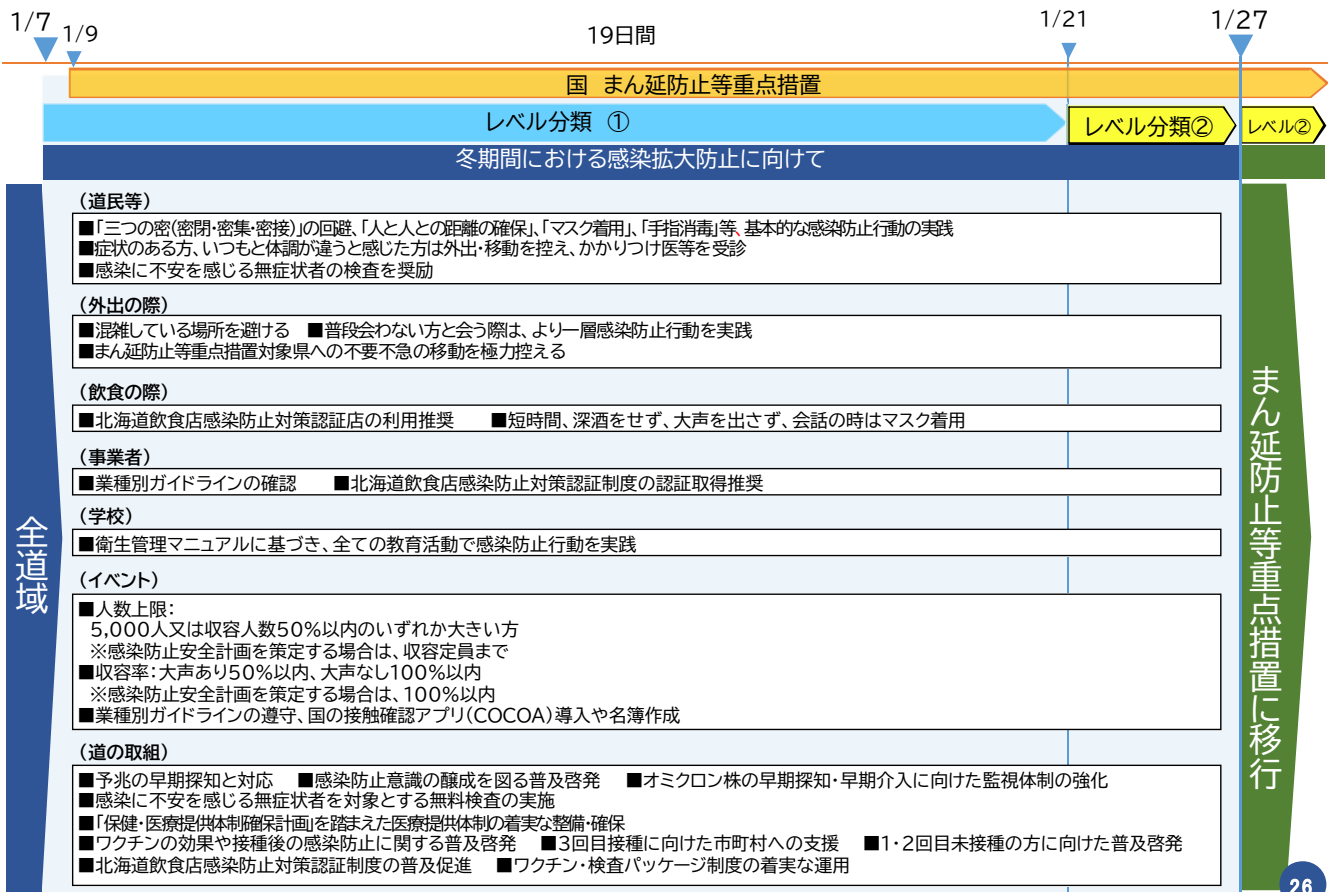 1/7
1/9
19日間
1/21
1/27
国 まん延防止等重点措置
レベル分類 ①
レベル分類②
レベル②
冬期間における感染拡大防止に向けて
全道域
(道民等)
■「三つの密(密閉・密集・密接)」の回避、「人と人との距離の確保」、「マスク着用」、「手指消毒」等、基本的な感染防止行動の実践
■症状のある方、いつもと体調が違うと感じた方は外出・移動を控え、かかりつけ医等を受診
■感染に不安を感じる無症状者の検査を奨励
(外出の際)
■混雑している場所を避ける ■普段会わない方と会う際は、より一層感染防止行動を実践
■まん延防止等重点措置対象県への不要不急の移動を極力控える
(飲食の際)
■北海道飲食店感染防止対策認証店の利用推奨 ■短時間、深酒をせず、大声を出さず、会話の時はマスク着用
(事業者)
■業種別ガイドラインの確認 ■北海道飲食店感染防止対策認証制度の認証取得推奨
(学校)
■衛生管理マニュアルに基づき、全ての教育活動で感染防止行動を実践
(イベント)
■人数上限:
5,000人又は収容人数50%以内のいずれか大きい方
※感染防止安全計画を策定する場合は、収容定員まで
■収容率:大声あり50%以内、大声なし100%以内
※感染防止安全計画を策定する場合は、100%以内
■業種別ガイドラインの遵守、国の接触確認アプリ(COCOA)導入や名簿作成
(道の取組)
■予兆の早期探知と対応 ■感染防止意識の醸成を図る普及啓発 ■オミクロン株の早期探知・早期介入に向けた監視体制の強化
■感染に不安を感じる無症状者を対象とする無料検査の実施
■「保健・医療提供体制確保計画」を踏まえた医療提供体制の着実な整備・確保
■ワクチンの効果や接種後の感染防止に関する普及啓発 ■3回目接種に向けた市町村への支援 ■1・2回目未接種の方に向けた普及啓発
■北海道飲食店感染防止対策認証制度の普及促進 ■ワクチン・検査パッケージ制度の着実な運用
まん延防止等重点措置に移行
26